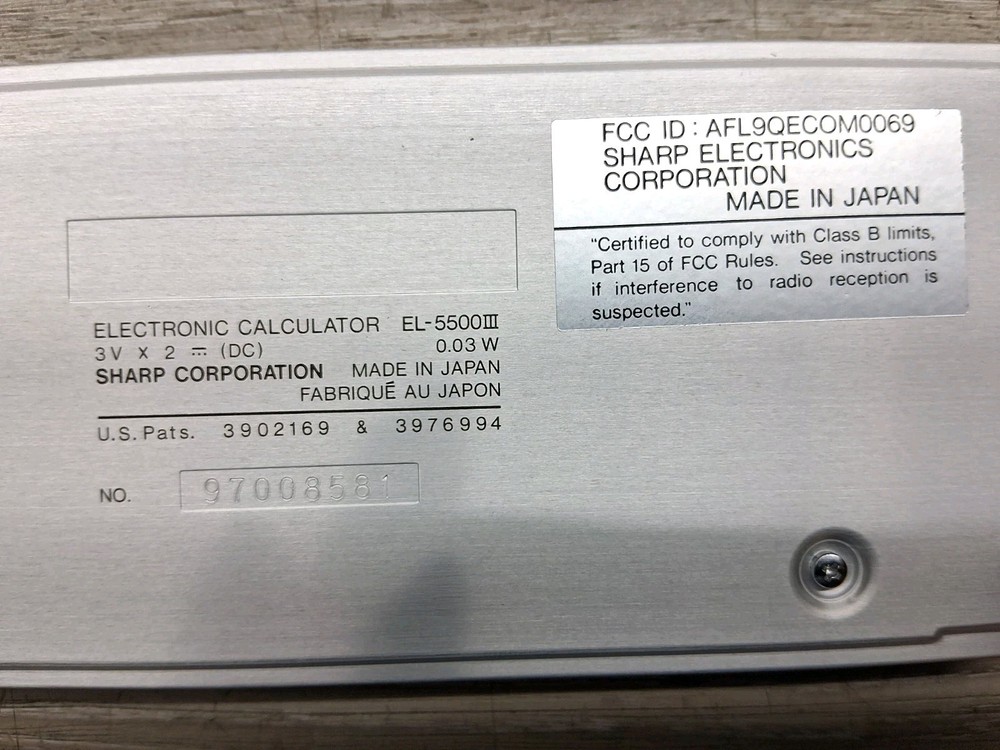 ELECTRONIC CALCULATOR EL-5500III
3V X 2 ⎓ (DC) 0.03 W
SHARP CORPORATION MADE IN JAPAN
FABRIQUÉ AU JAPON
U.S. Pats. 3902169 & 3976994
NO. 97008581
FCC ID : AFL9QECOM0069
SHARP ELECTRONICS
CORPORATION
MADE IN JAPAN
"Certified to comply with Class B limits,
Part 15 of FCC Rules. See instructions
if interference to radio reception is
suspected."